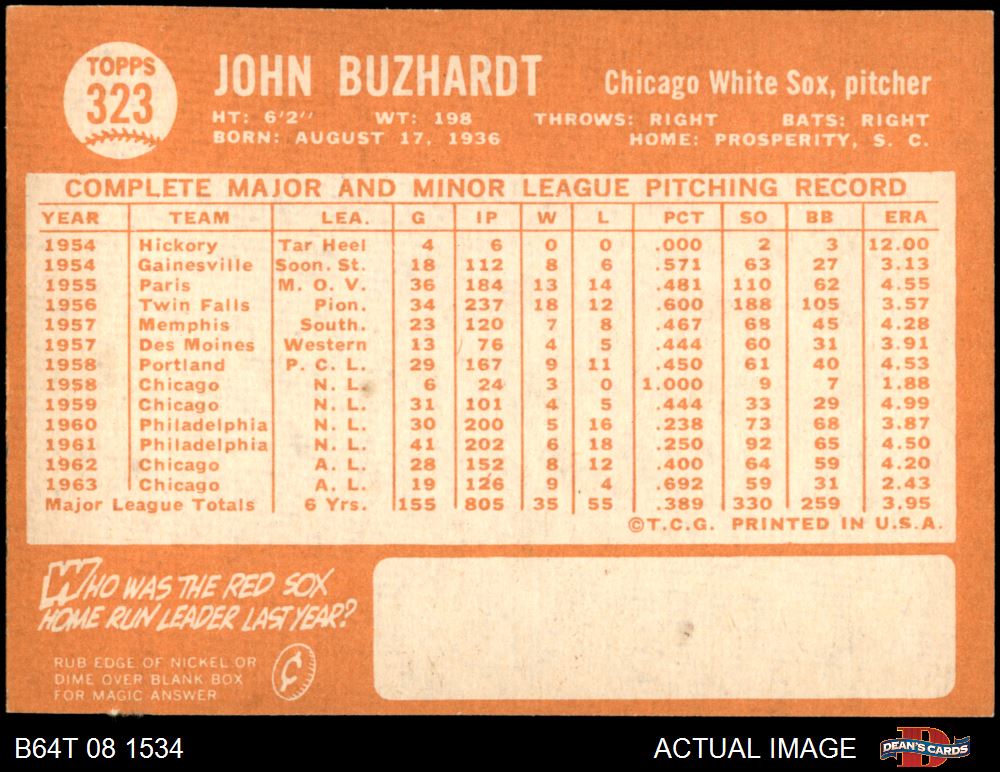 TOPPS
323
JOHN BUZHARDT
Chicago White Sox, pitcher
HT: 6'2" WT: 198 THROWS: RIGHT BATS: RIGHT
BORN: AUGUST 17, 1936 HOME: PROSPERITY, S. C.
COMPLETE MAJOR AND MINOR LEAGUE PITCHING RECORD
YEAR TEAM LEA. G IP W L PCT SO BB ERA
1954 Hickory Tar Heel 4 6 0 0 .000 2 3 12.00
1954 Gainesville Soon. St. 18 112 8 6 .571 63 27 3.13
1955 Paris M. O. V. 36 184 13 14 .481 110 62 4.55
1956 Twin Falls Pion. 34 237 18 12 .600 188 105 3.57
1957 Memphis South. 23 120 7 8 .467 68 45 4.28
1957 Des Moines Western 13 76 4 5 .444 60 31 3.91
1958 Portland P. C. L. 29 167 9 11 .450 61 40 4.53
1958 Chicago N. L. 6 24 3 0 1.000 9 7 1.88
1959 Chicago N. L. 31 101 4 5 .444 33 29 4.99
1960 Philadelphia N. L. 30 200 5 16 .238 73 68 3.87
1961 Philadelphia N. L. 41 202 6 18 .250 92 65 4.50
1962 Chicago A. L. 28 152 8 12 .400 64 59 4.20
1963 Chicago A. L. 19 126 9 4 .692 59 31 2.43
Major League Totals 6 Yrs. 155 805 35 55 .389 330 259 3.95
©T.C.G. PRINTED IN U.S.A.
WHO WAS THE RED SOX
HOME RUN LEADER LAST YEAR?
RUB EDGE OF NICKEL OR
DIME OVER BLANK BOX
FOR MAGIC ANSWER
¢
B64T 08 1534
ACTUAL IMAGE
D
DEAN'S CARDS